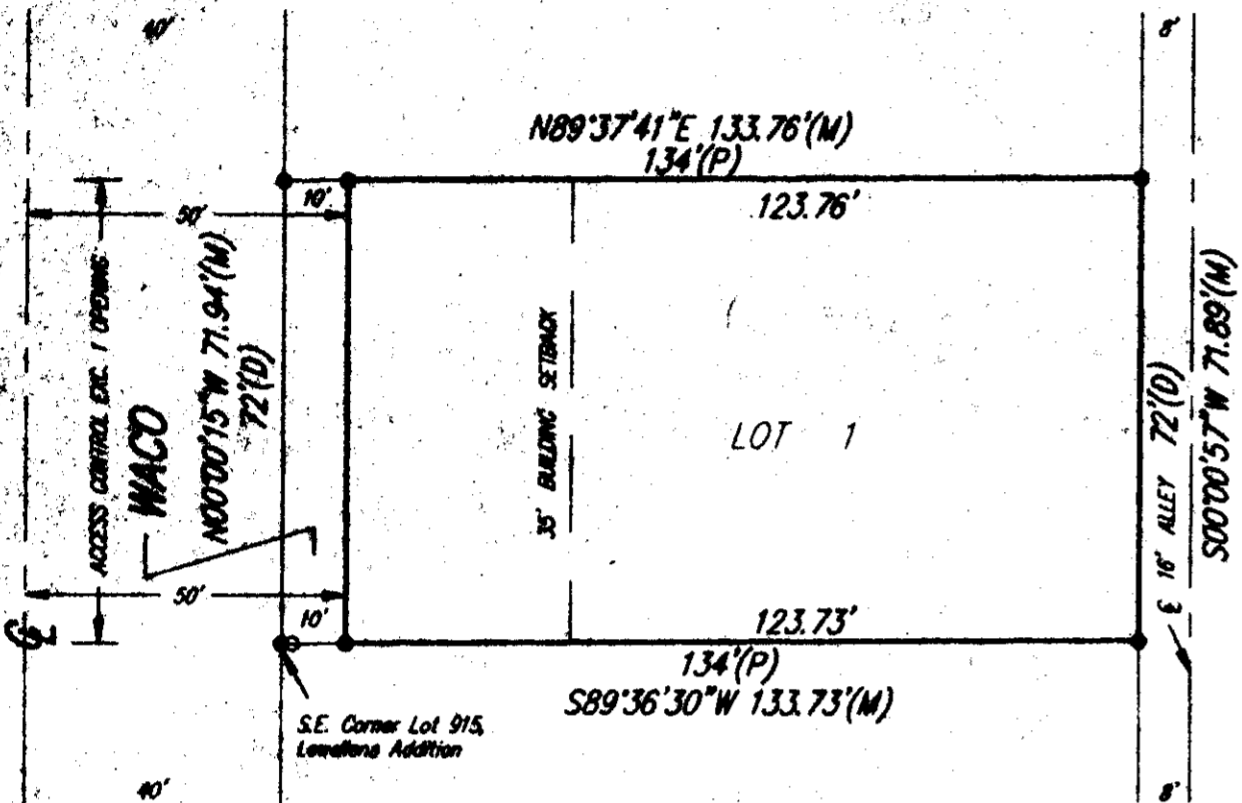 40'
8'
N89°37'41"E 133.76'(M)
134'(P)
10'
123.76'
50'
ACCESS CONTROL EXC. 1 OPENING
WACO
N00°00'15"W 71.94'(M)
72'(D)
35' BUILDING SETBACK
LOT 1
72'(D)
16' ALLEY
S00°00'57"W 71.89'(M)
50'
10'
123.73'
134'(P)
S89°36'30"W 133.73'(M)
S.E. Corner Lot 915,
Lewellens Addition
40'
8'